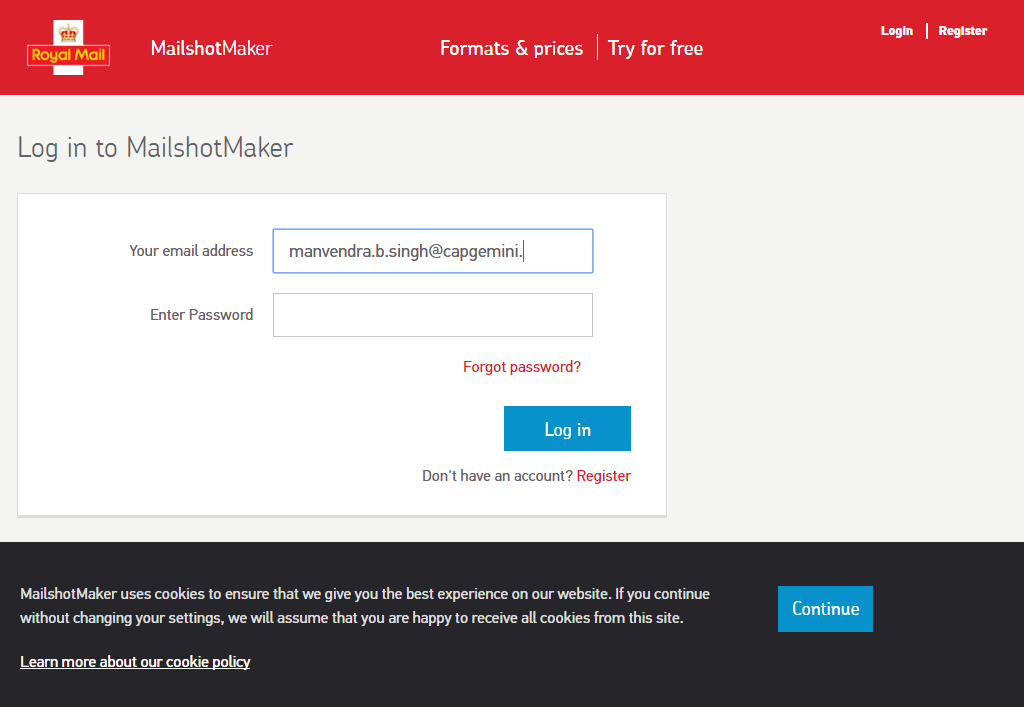 Royal Mail
MailshotMaker
Formats & prices
Try for free
Login
Register
Log in to MailshotMaker
Your email address
manvendra.b.singh@capgemini.
Enter Password
Forgot password?
Log in
Don't have an account? Register
MailshotMaker uses cookies to ensure that we give you the best experience on our website. If you continue
without changing your settings, we will assume that you are happy to receive all cookies from this site.
Continue
Learn more about our cookie policy